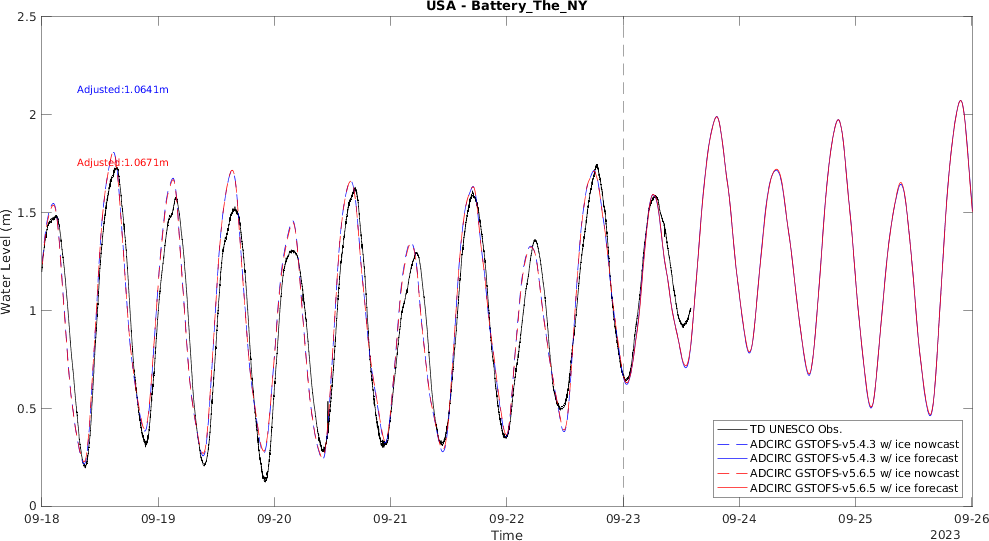 USA - Battery_The_NY
2.5
2
1.5
1
0.5
0
Water Level (m)
Adjusted:1.0641m
Adjusted:1.0671m
TD UNESCO Obs.
ADCIRC GSTOFS-v5.4.3 w/ ice nowcast
ADCIRC GSTOFS-v5.4.3 w/ ice forecast
ADCIRC GSTOFS-v5.6.5 w/ ice nowcast
ADCIRC GSTOFS-v5.6.5 w/ ice forecast
09-18 09-19 09-20 09-21 09-22 09-23 09-24 09-25 09-26
Time
2023